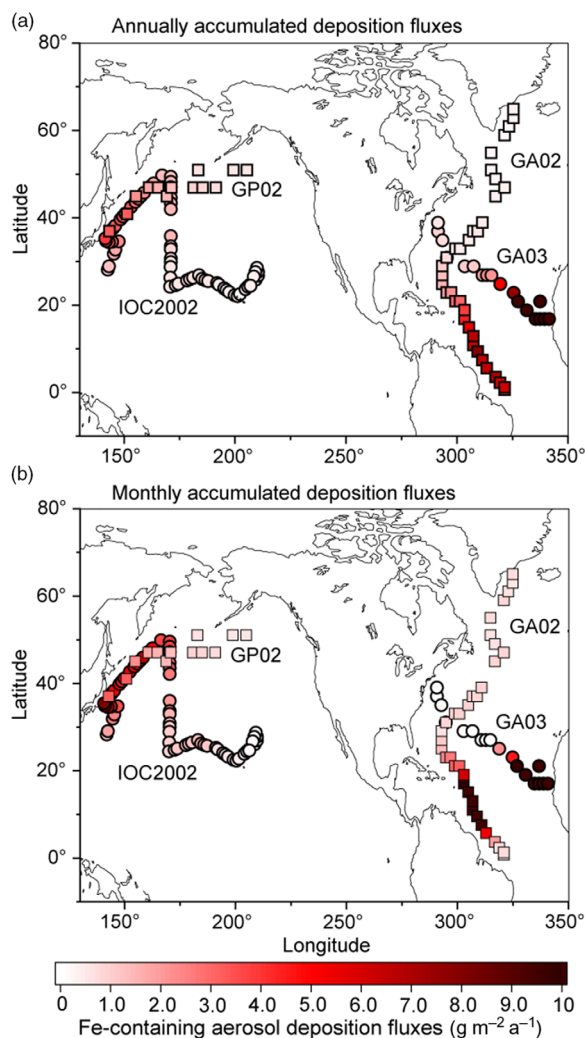 (a)
Annually accumulated deposition fluxes
80°
60°
40°
20°
0°
Latitude
GP02
IOC2002
GA02
GA03
150° 200° 250° 300° 350°
(b)
Monthly accumulated deposition fluxes
80°
60°
40°
20°
0°
Latitude
GP02
IOC2002
GA02
GA03
150° 200° 250° 300° 350°
Longitude
0 1.0 2.0 3.0 4.0 5.0 6.0 7.0 8.0 9.0 10
Fe-containing aerosol deposition fluxes (g m⁻² a⁻¹)